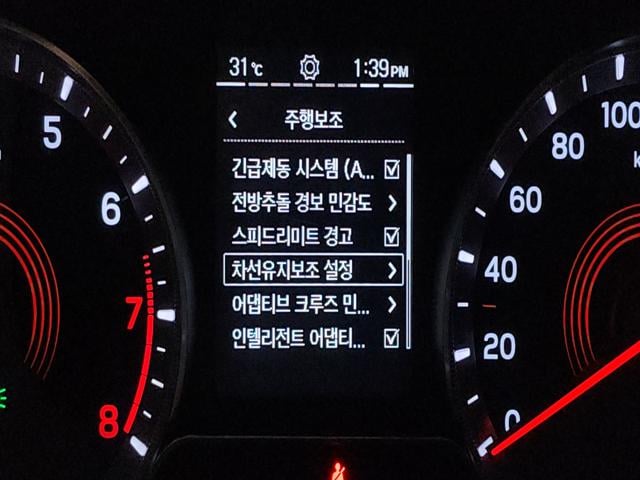 31℃ 1:39PM
주행보조
긴급제동 시스템 (A...
전방추돌 경보 민감도
스피드리미트 경고
차선유지보조 설정
어댑티브 크루즈 민...
인텔리전트 어댑티...
5
6
7
8
100
80
60
40
20
0